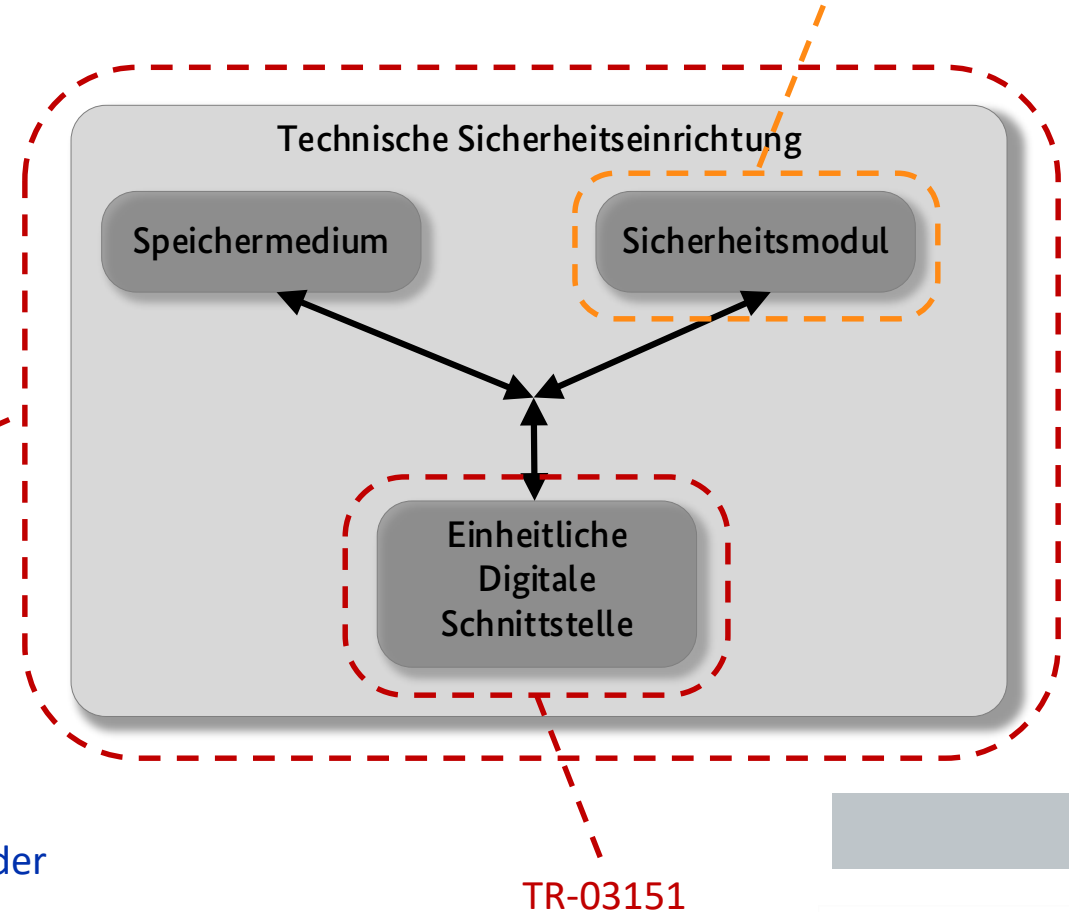 Technische Sicherheitseinrichtung
Speichermedium
Sicherheitsmodul
Einheitliche
Digitale
Schnittstelle
der
TR-03151